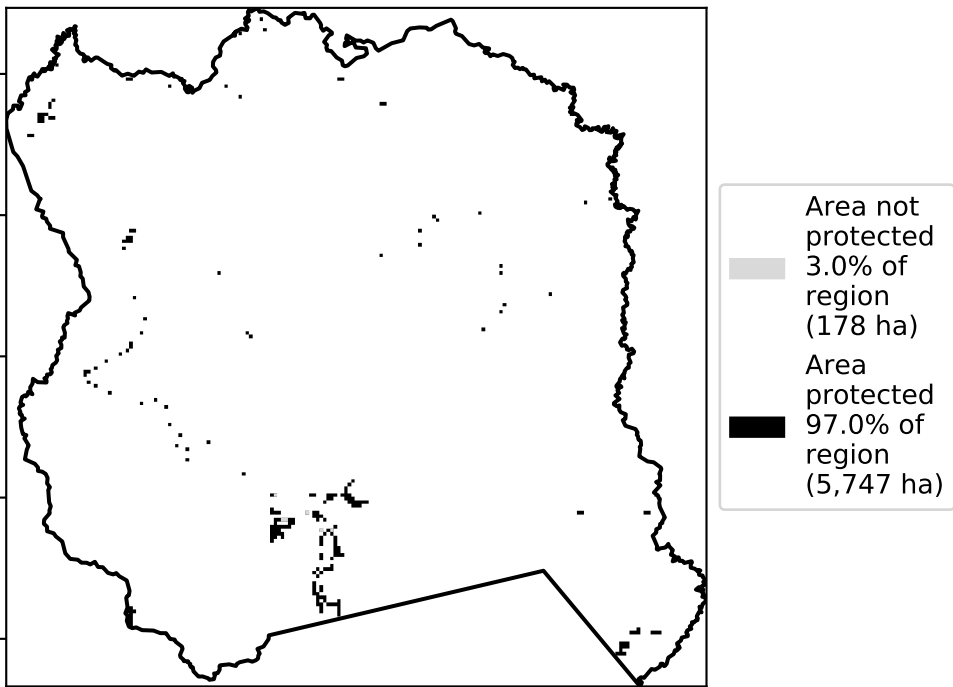 Area not
protected
3.0% of
region
(178 ha)
Area
protected
97.0% of
region
(5,747 ha)